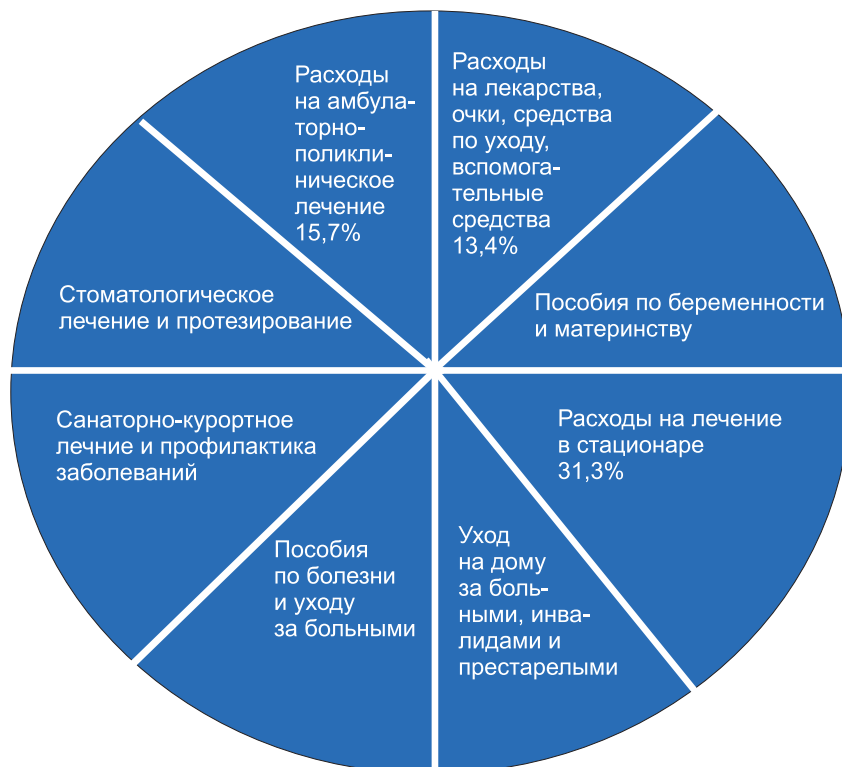 Расходы
на амбула-
торно-
поликли-
ническое
лечение
15,7%
Расходы
на лекарства,
очки, средства
по уходу,
вспомога-
тельные
средства
13,4%
Стоматологическое
лечение и протезирование
Пособия по беременности
и материнству
Санаторно-курортное
лечние и профилактика
заболеваний
Расходы на лечение
в стационаре
31,3%
Пособия
по болезни
и уходу
за больными
Уход
на дому
за боль-
ными, инва-
лидами и
престарелыми